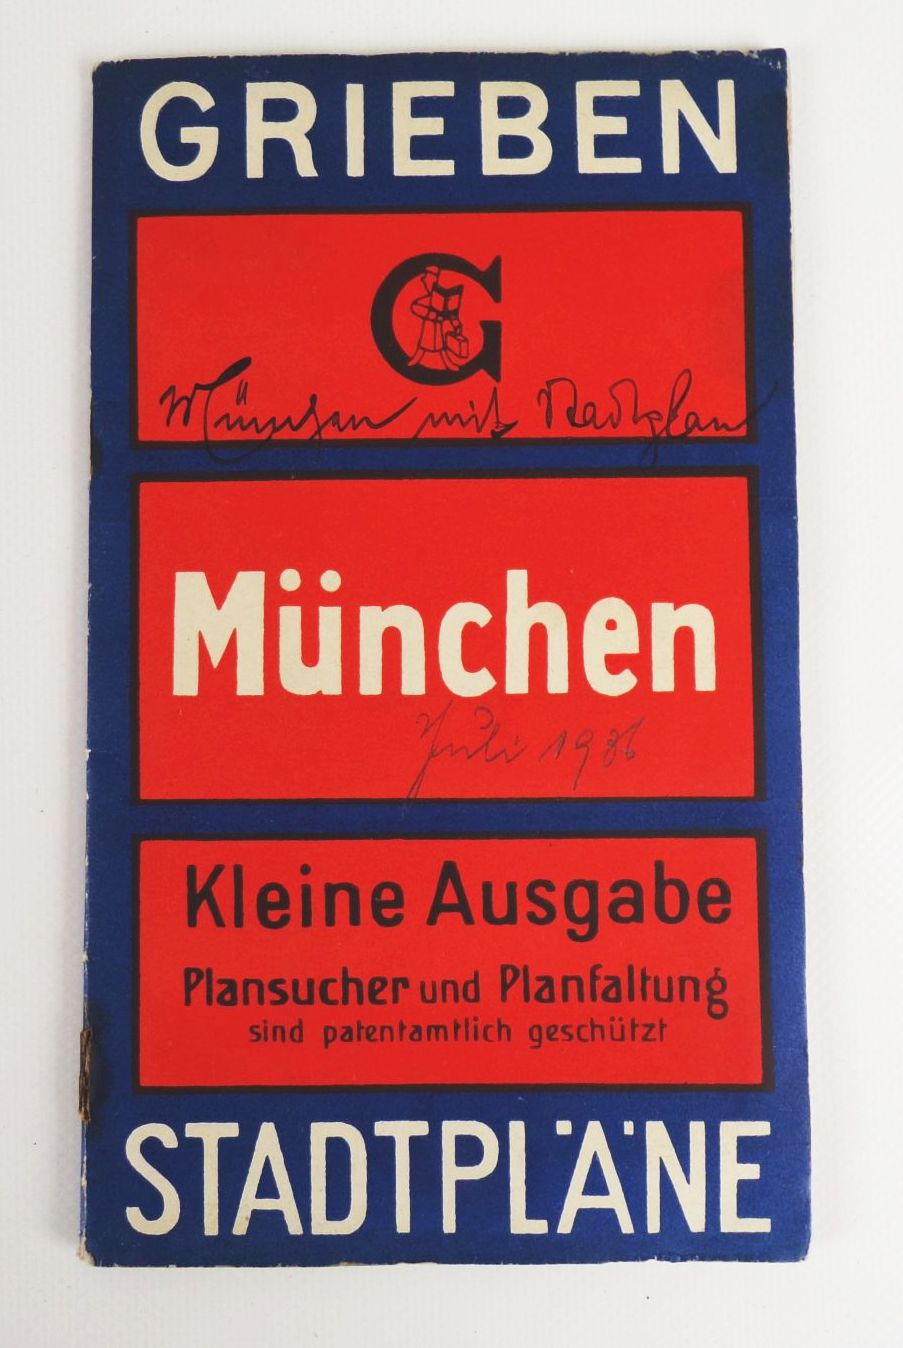 GRIEBEN
G
München mit Stadtplan
München
Juli 1936
Kleine Ausgabe
Plansucher und Planfaltung
sind patentamtlich geschützt
STADTPLÄNE